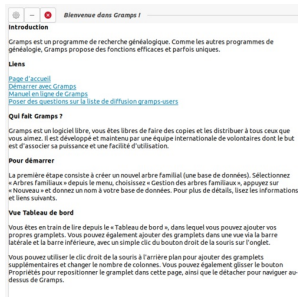 Bienvenue dans Gramps !
Introduction
Gramps est un programme de recherche généalogique. Comme les autres programmes de
généalogie, Gramps propose des fonctions efficaces et parfois uniques.
Liens
Page d'accueil
Démarrer avec Gramps
Manuel en ligne de Gramps
Poser des questions sur la liste de diffusion gramps-users
Qui fait Gramps ?
Gramps est un logiciel libre, vous êtes libres de faire des copies et les distribuer à tous ceux que
vous aimez. Il est développé et maintenu par une équipe internationale de volontaires dont le but
est d'associer sa puissance et une facilité d'utilisation.
Pour démarrer
La première étape consiste à créer un nouvel arbre familial (une base de données). Sélectionnez
« Arbres familiaux » depuis le menu, choisissez « Gestion des arbres familiaux », appuyez sur
« Nouveau » et donnez un nom à votre base de données. Pour plus de détails, lisez les informations
et liens suivants.
Vue Tableau de bord
Vous êtes en train de lire depuis le « Tableau de bord », dans lequel vous pouvez ajouter vos
propres gramplets. Vous pouvez également ajouter des gramplets dans une vue via la barre
latérale et la barre inférieure, avec un simple clic du bouton droit de la souris sur l'onglet.
Vous pouvez utiliser le clic droit de la souris à l'arrière plan pour ajouter des gramplets
supplémentaires et changer le nombre de colonnes. Vous pouvez également glisser le bouton
Propriétés pour repositionner le gramplet dans cette page, ainsi que le détacher pour naviguer au-
dessus de Gramps.